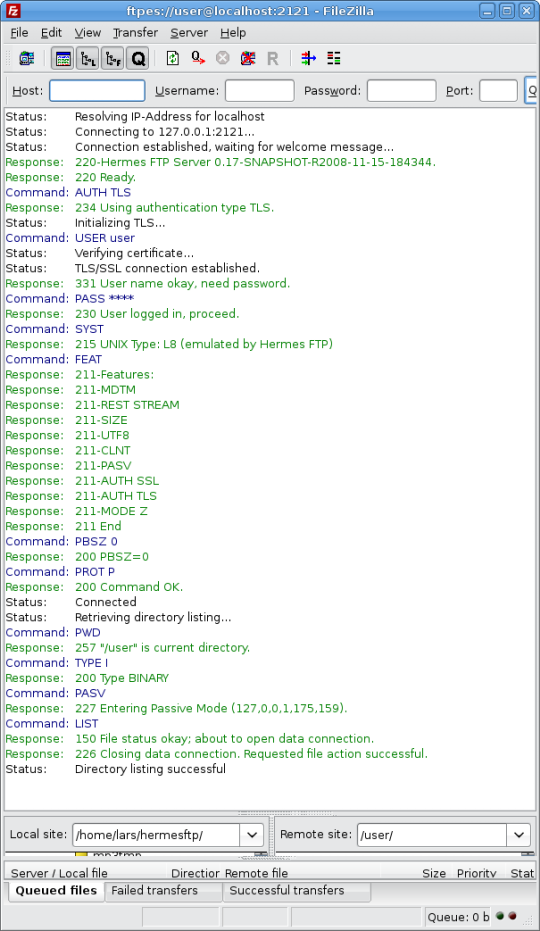 ftpes://user@localhost:2121 - FileZilla
File Edit View Transfer Server Help
Host: Username: Password: Port: Q
Status: Resolving IP-Address for localhost
Status: Connecting to 127.0.0.1:2121...
Status: Connection established, waiting for welcome message...
Response: 220-Hermes FTP Server 0.17-SNAPSHOT-R2008-11-15-184344.
Response: 220 Ready.
Command: AUTH TLS
Response: 234 Using authentication type TLS.
Status: Initializing TLS...
Command: USER user
Status: Verifying certificate...
Status: TLS/SSL connection established.
Response: 331 User name okay, need password.
Command: PASS ****
Response: 230 User logged in, proceed.
Command: SYST
Response: 215 UNIX Type: L8 (emulated by Hermes FTP)
Command: FEAT
Response: 211-Features:
Response: 211-MDTM
Response: 211-REST STREAM
Response: 211-SIZE
Response: 211-UTF8
Response: 211-CLNT
Response: 211-PASV
Response: 211-AUTH SSL
Response: 211-AUTH TLS
Response: 211-MODE Z
Response: 211 End
Command: PBSZ 0
Response: 200 PBSZ=0
Command: PROT P
Response: 200 Command OK.
Status: Connected
Status: Retrieving directory listing...
Command: PWD
Response: 257 "/user" is current directory.
Command: TYPE I
Response: 200 Type BINARY
Command: PASV
Response: 227 Entering Passive Mode (127,0,0,1,175,159).
Command: LIST
Response: 150 File status okay; about to open data connection.
Response: 226 Closing data connection. Requested file action successful.
Status: Directory listing successful
Local site: /home/lars/hermesftp/ Remote site: /user/
Server / Local file Direction Remote file Size Priority Stat
Queued files Failed transfers Successful transfers
Queue: 0 b